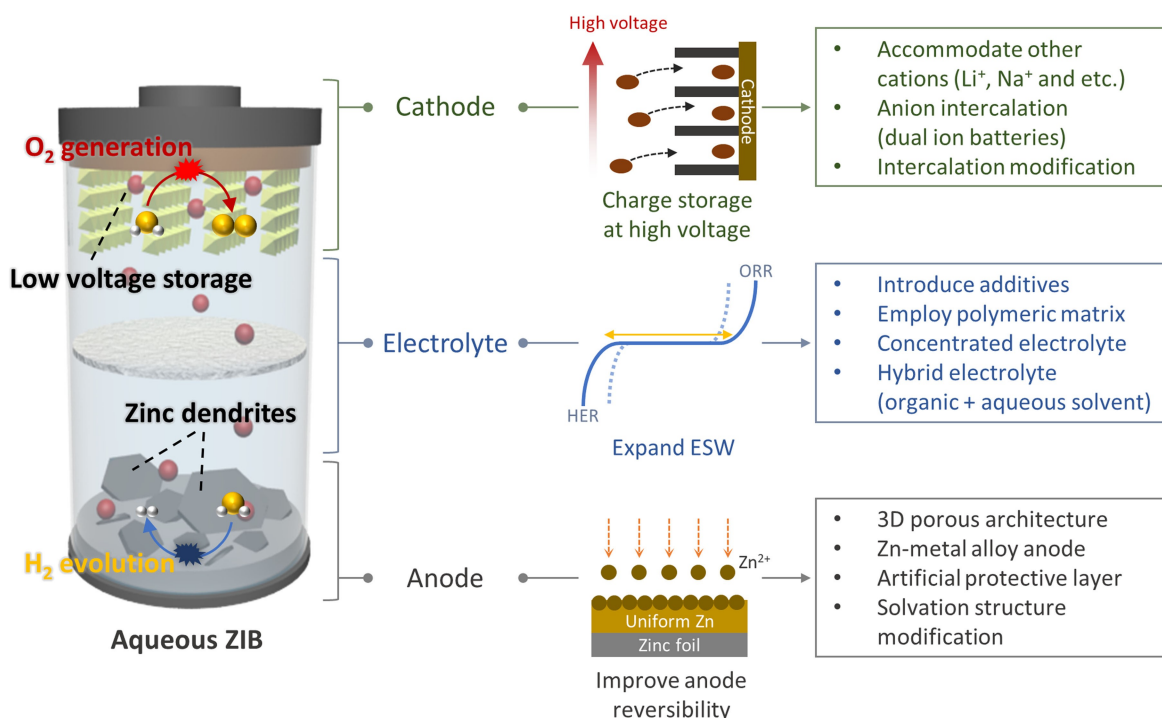 O₂ generation
Low voltage storage
Zinc dendrites
H₂ evolution
Aqueous ZIB
Cathode
High voltage
Cathode
Charge storage
at high voltage
• Accommodate other
cations (Li⁺, Na⁺ and etc.)
• Anion intercalation
(dual ion batteries)
• Intercalation modification
Electrolyte
ORR
HER
Expand ESW
• Introduce additives
• Employ polymeric matrix
• Concentrated electrolyte
• Hybrid electrolyte
(organic + aqueous solvent)
Anode
Zn²⁺
Uniform Zn
Zinc foil
Improve anode
reversibility
• 3D porous architecture
• Zn-metal alloy anode
• Artificial protective layer
• Solvation structure
modification